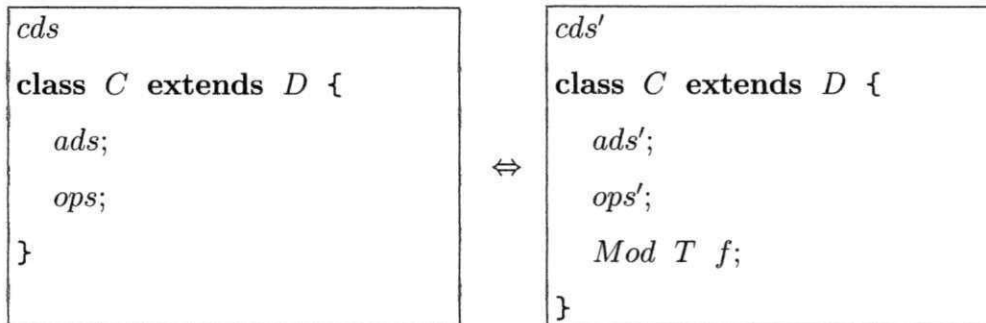 cds
class C extends D {
ads;
ops;
}
⇔
cds′
class C extends D {
ads′;
ops′;
Mod T f;
}